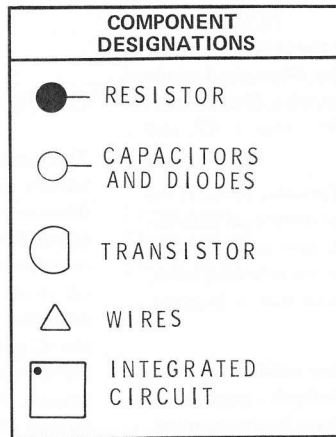 COMPONENT
DESIGNATIONS
RESISTOR
CAPACITORS
AND DIODES
TRANSISTOR
WIRES
INTEGRATED
CIRCUIT